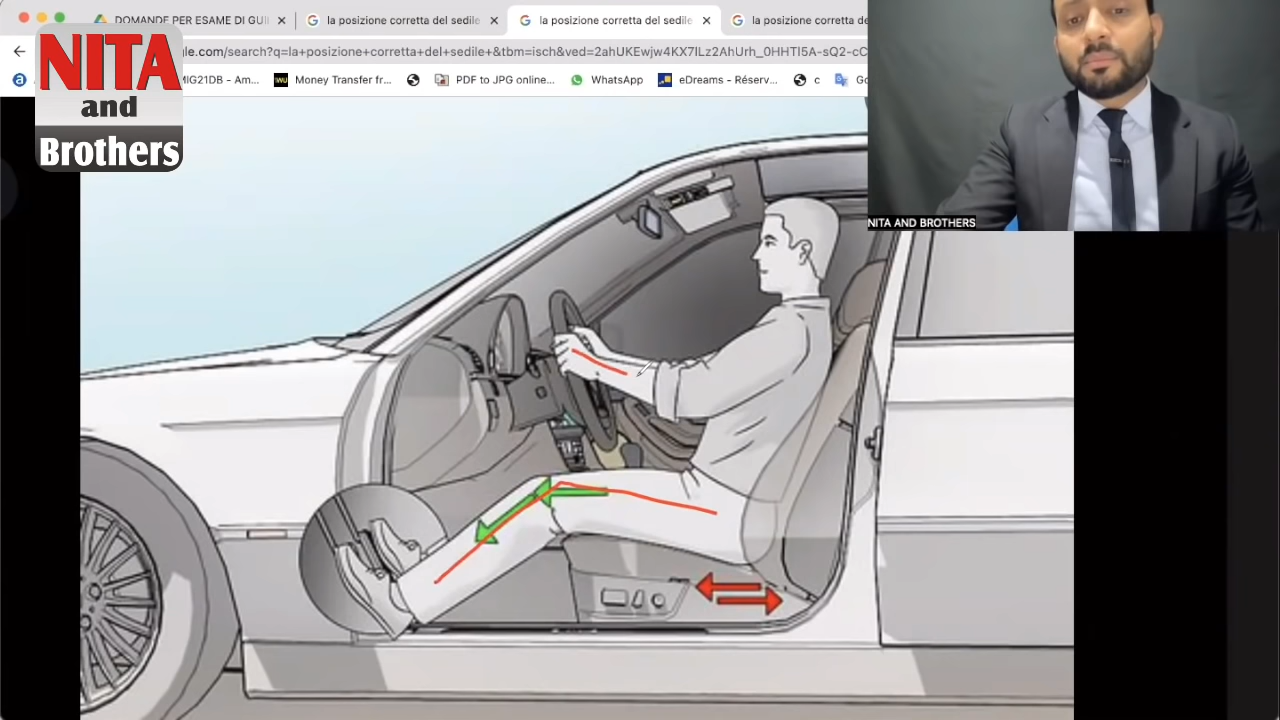 DOMANDE PER ESAME DI GUI
la posizione corretta del sedile
la posizione corretta del sedile
la posizione corretta de
le.com/search?q=la+posizione+corretta+del+sedile+&tbm=isch&ved=2ahUKEwjw4KX7ILz2AhUrh_0HHTI5A-sQ2-cC
MIG21DB - Am...
Money Transfer fr...
PDF to JPG online...
WhatsApp
eDreams - Réserv...
c
Go
NITA
and
Brothers
NITA AND BROTHERS